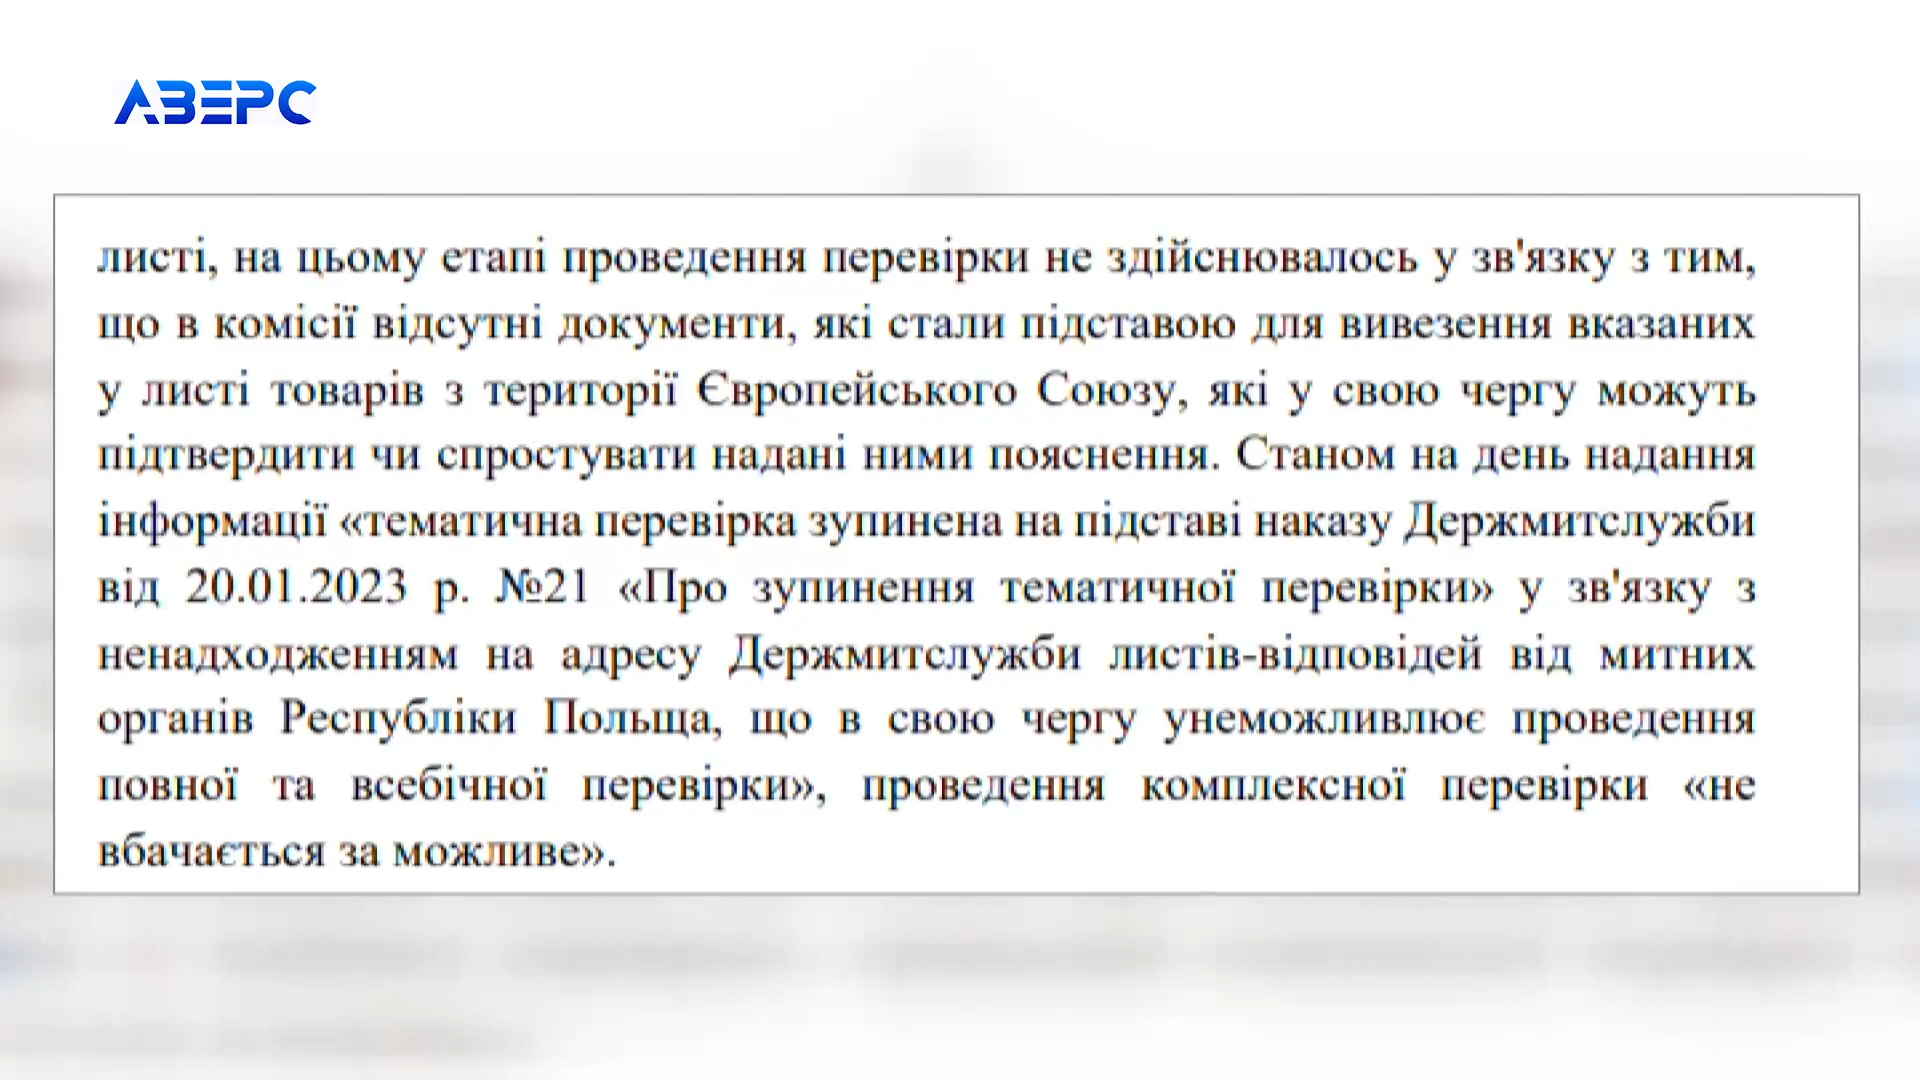 АВЕРС
листі, на цьому етапі проведення перевірки не здійснювалось у зв'язку з тим,
що в комісії відсутні документи, які стали підставою для вивезення вказаних
у листі товарів з території Європейського Союзу, які у свою чергу можуть
підтвердити чи спростувати надані ними пояснення. Станом на день надання
інформації «тематична перевірка зупинена на підставі наказу Держмитслужби
від 20.01.2023 р. №21 «Про зупинення тематичної перевірки» у зв'язку з
ненадходженням на адресу Держмитслужби листів-відповідей від митних
органів Республіки Польща, що в свою чергу унеможливлює проведення
повної та всебічної перевірки», проведення комплексної перевірки «не
вбачається за можливе».